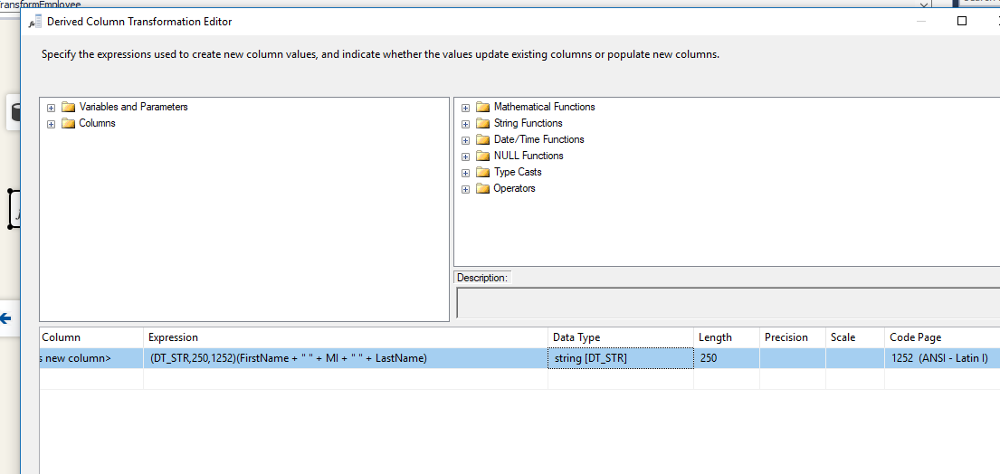 TransformEmployee
Derived Column Transformation Editor
Specify the expressions used to create new column values, and indicate whether the values update existing columns or populate new columns.
Variables and Parameters
Columns
Mathematical Functions
String Functions
Date/Time Functions
NULL Functions
Type Casts
Operators
Description:
Column Expression Data Type Length Precision Scale Code Page
s new column> (DT_STR,250,1252)(FirstName + " " + MI + " " + LastName) string [DT_STR] 250 1252 (ANSI - Latin I)